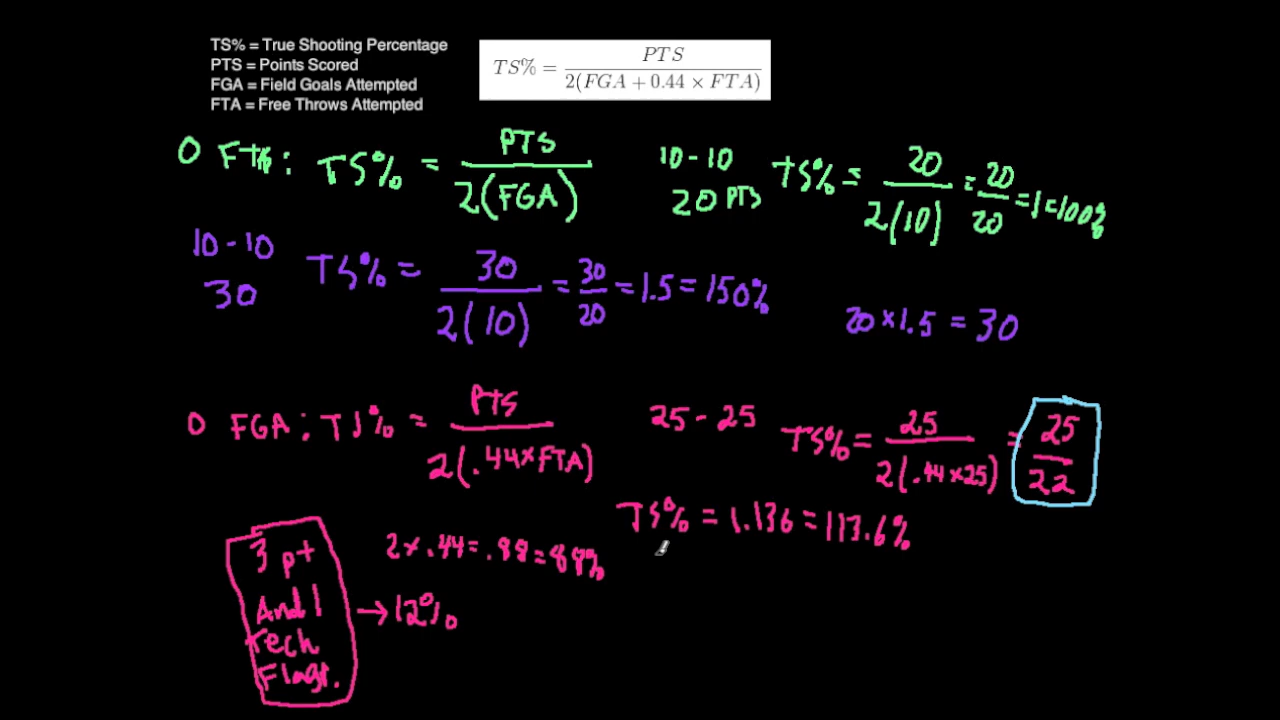 TS% = True Shooting Percentage
PTS = Points Scored
FGA = Field Goals Attempted
FTA = Free Throws Attempted
TS% = PTS / 2(FGA + 0.44 × FTA)
0 FTs: TS% = PTS / 2(FGA)
10-10
20 PTS
TS% = 20 / 2(10) = 20/20 = 1 = 100%
10-10
30
TS% = 30 / 2(10) = 30/20 = 1.5 = 150%
20 × 1.5 = 30
0 FGA: TS% = PTS / 2(.44×FTA)
25-25
TS% = 25 / 2(.44×25) = 25/22
TS% = 1.136 = 113.6%
2×.44 = .88 = 88%
3 pt
And 1
Tech
Flagr.
→ 12%